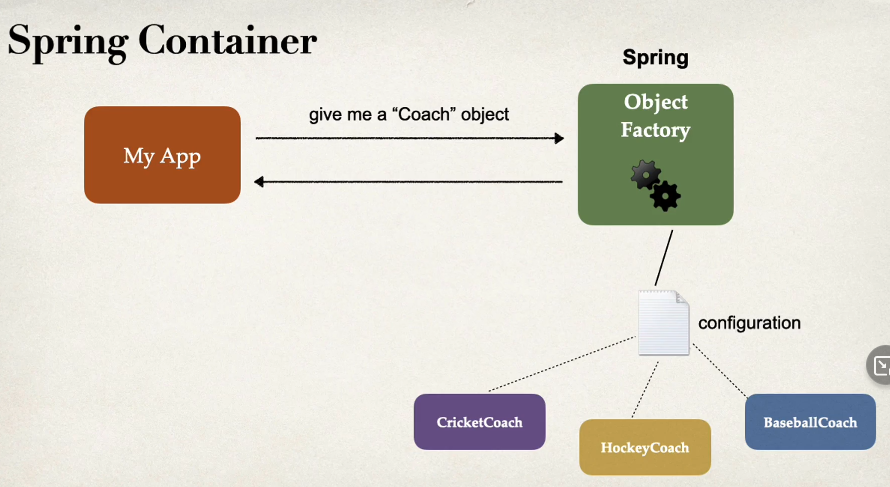 Spring Container
Spring
Object
Factory
give me a “Coach” object
My App
configuration
CricketCoach
HockeyCoach
BaseballCoach